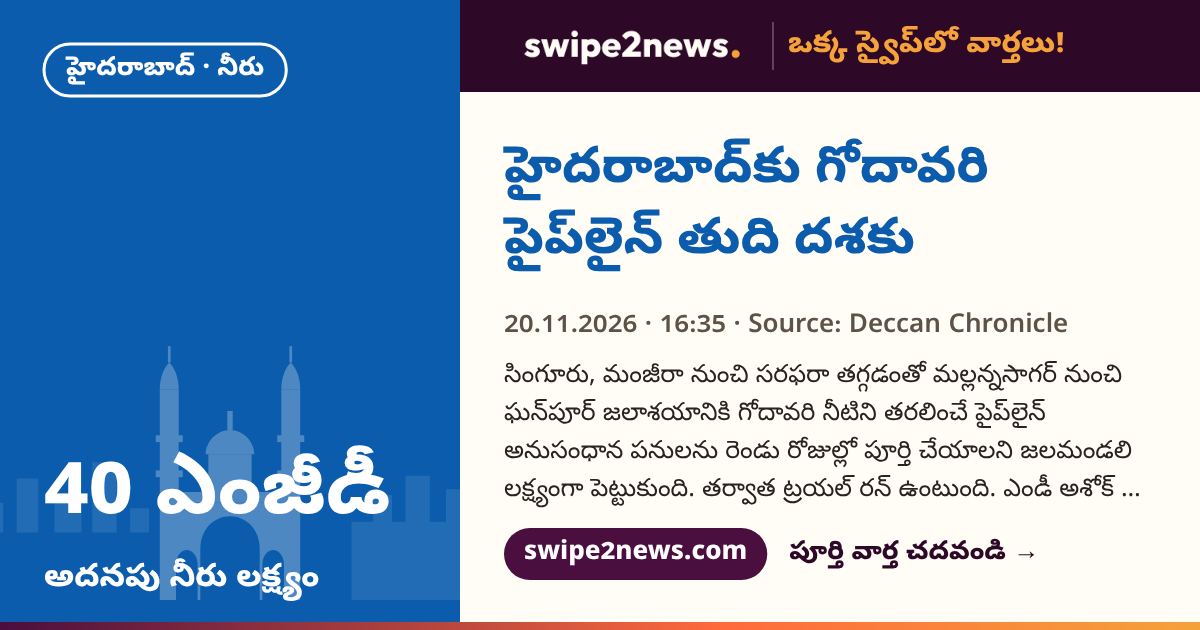 హైదరాబాద్ · నీరు
40 ఎంజీడీ
అదనపు నీరు లక్ష్యం
swipe2news.
ఒక్క స్వైప్‌లో వార్తలు!
హైదరాబాద్‌కు గోదావరి
పైప్‌లైన్ తుది దశకు
20.11.2026 · 16:35 · Source: Deccan Chronicle
సింగూరు, మంజీరా నుంచి సరఫరా తగ్గడంతో మల్లన్నసాగర్ నుంచి
ఘన్‌పూర్ జలాశయానికి గోదావరి నీటిని తరలించే పైప్‌లైన్
అనుసంధాన పనులను రెండు రోజుల్లో పూర్తి చేయాలని జలమండలి
లక్ష్యంగా పెట్టుకుంది. తర్వాత ట్రయల్ రన్ ఉంటుంది. ఎండీ అశోక్ ...
swipe2news.com
పూర్తి వార్త చదవండి →